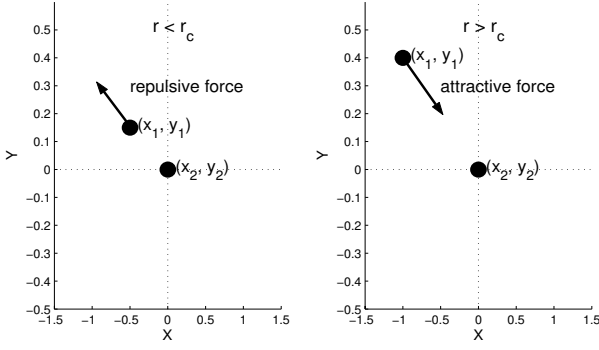 r < r_c
0.5
0.4
0.3
0.2
0.1
0
−0.1
−0.2
−0.3
−0.4
−0.5
Y
repulsive force
(x_1, y_1)
(x_2, y_2)
−1.5 −1 −0.5 0 0.5 1 1.5
X
r > r_c
0.5
0.4
0.3
0.2
0.1
0
−0.1
−0.2
−0.3
−0.4
−0.5
Y
(x_1, y_1)
attractive force
(x_2, y_2)
−1.5 −1 −0.5 0 0.5 1 1.5
X